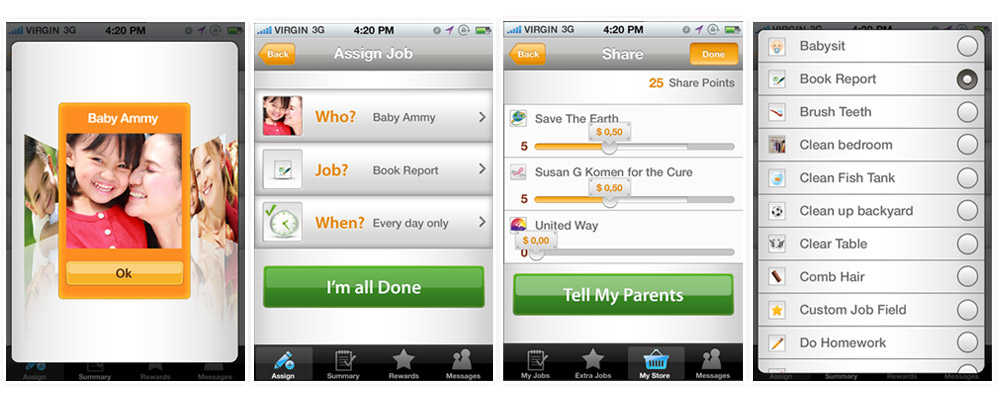 VIRGIN 3G 4:20 PM
Baby Ammy
Ok
Assign Summary Rewards Messages
VIRGIN 3G 4:20 PM
Back Assign Job
Who? Baby Ammy
Job? Book Report
When? Every day only
I'm all Done
Assign Summary Rewards Messages
VIRGIN 3G 4:20 PM
Back Share Done
25 Share Points
Save The Earth
$ 0,50
5
Susan G Komen for the Cure
$ 0,50
5
United Way
$ 0,00
0
Tell My Parents
My Jobs Extra Jobs My Store Messages
VIRGIN 3G 4:20 PM
Babysit
Book Report
Brush Teeth
Clean bedroom
Clean Fish Tank
Clean up backyard
Clear Table
Comb Hair
Custom Job Field
Do Homework
Assign Summary Rewards Messages